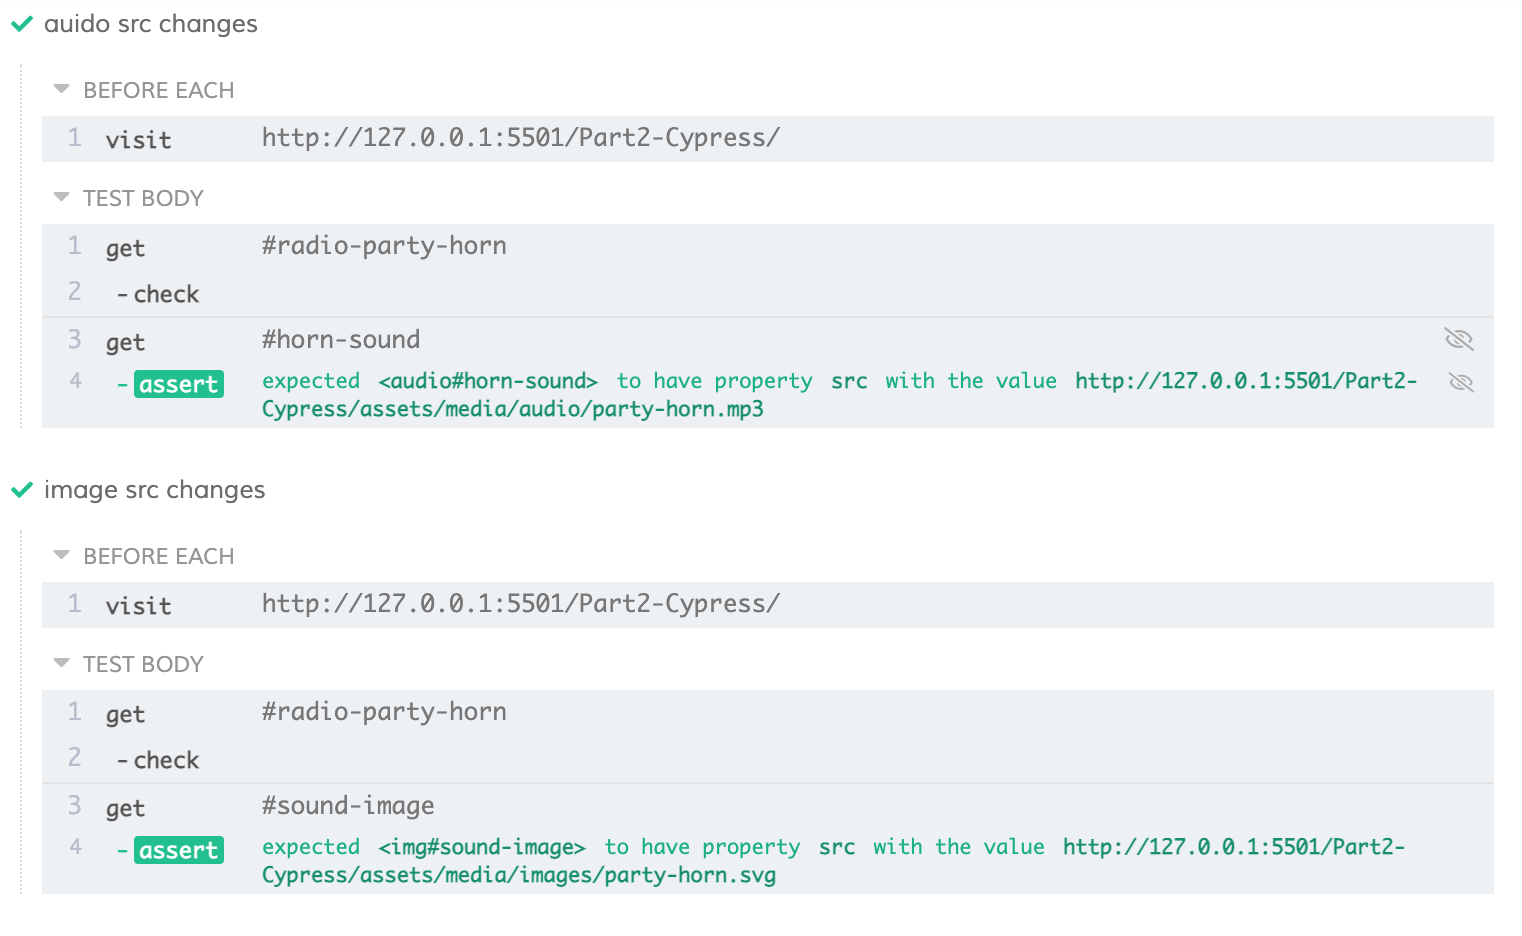 auido src changes
BEFORE EACH
1 visit http://127.0.0.1:5501/Part2-Cypress/
TEST BODY
1 get #radio-party-horn
2 - check
3 get #horn-sound
4 - assert expected <audio#horn-sound> to have property src with the value http://127.0.0.1:5501/Part2-
Cypress/assets/media/audio/party-horn.mp3
image src changes
BEFORE EACH
1 visit http://127.0.0.1:5501/Part2-Cypress/
TEST BODY
1 get #radio-party-horn
2 - check
3 get #sound-image
4 - assert expected <img#sound-image> to have property src with the value http://127.0.0.1:5501/Part2-
Cypress/assets/media/images/party-horn.svg